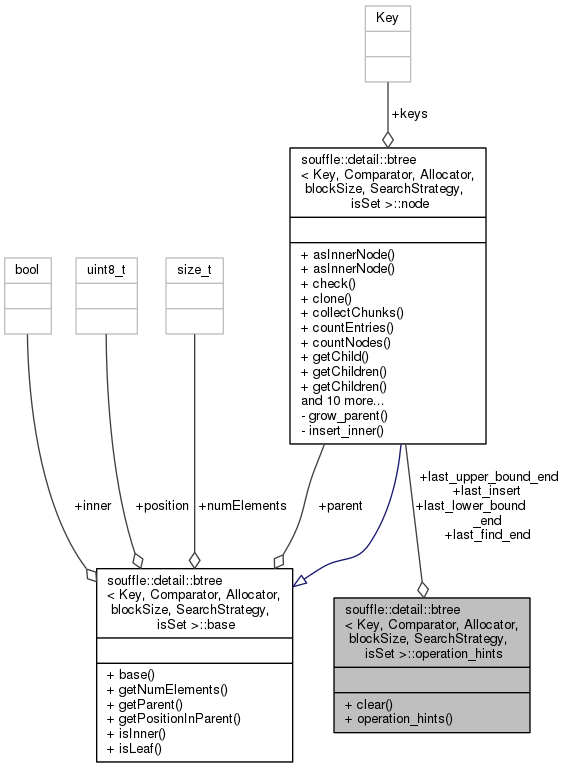 Key
+keys
souffle::detail::btree
< Key, Comparator, Allocator,
blockSize, SearchStrategy,
isSet >::node
+ asInnerNode()
+ asInnerNode()
+ check()
+ clone()
+ collectChunks()
+ countEntries()
+ countNodes()
+ getChild()
+ getChildren()
+ getChildren()
and 10 more...
- grow_parent()
- insert_inner()
bool
uint8_t
size_t
+inner
+position
+numElements
+parent
+last_upper_bound_end
+last_insert
+last_lower_bound
_end
+last_find_end
souffle::detail::btree
< Key, Comparator, Allocator,
blockSize, SearchStrategy,
isSet >::base
+ base()
+ getNumElements()
+ getParent()
+ getPositionInParent()
+ isInner()
+ isLeaf()
souffle::detail::btree
< Key, Comparator, Allocator,
blockSize, SearchStrategy,
isSet >::operation_hints
+ clear()
+ operation_hints()